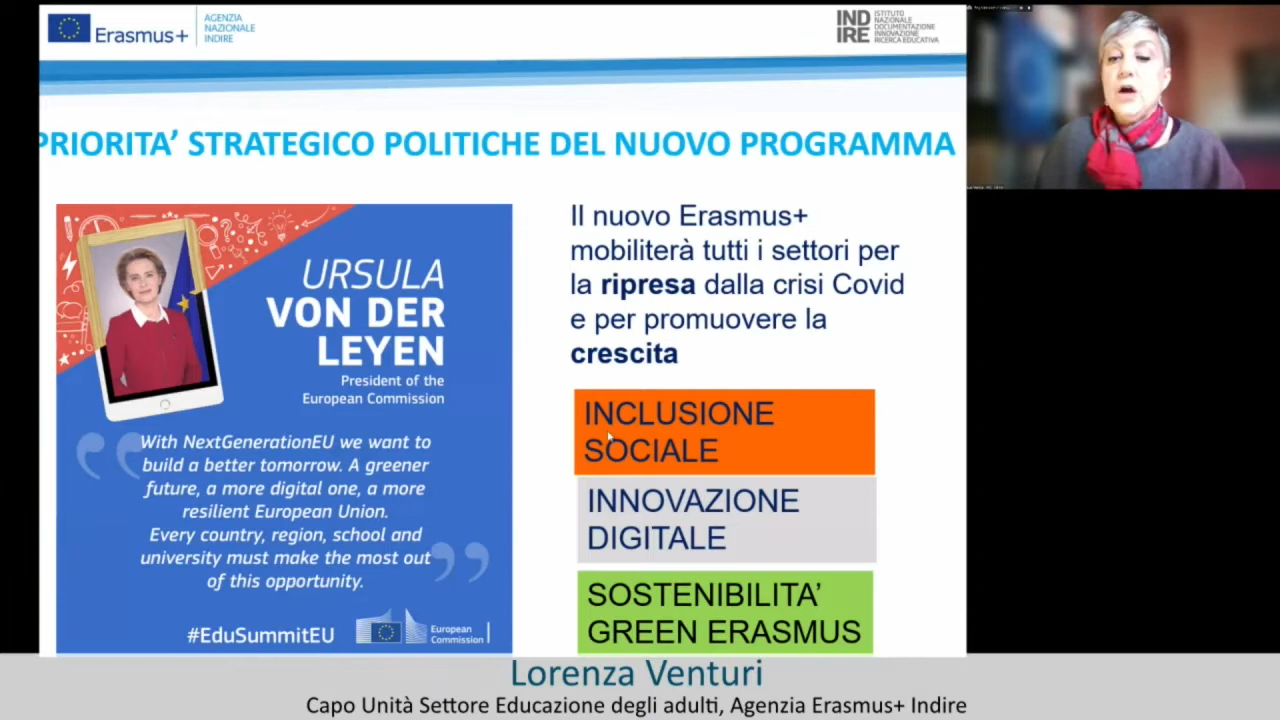 Erasmus+
AGENZIA
NAZIONALE
INDIRE
IND
IRE
ISTITUTO
NAZIONALE
DOCUMENTAZIONE
INNOVAZIONE
RICERCA EDUCATIVA
PRIORITA’ STRATEGICO POLITICHE DEL NUOVO PROGRAMMA
URSULA
VON DER
LEYEN
President of the
European Commission
With NextGenerationEU we want to
build a better tomorrow. A greener
future, a more digital one, a more
resilient European Union.
Every country, region, school and
university must make the most out
of this opportunity.
#EduSummitEU
European
Commission
Il nuovo Erasmus+
mobiliterà tutti i settori per
la ripresa dalla crisi Covid
e per promuovere la
crescita
INCLUSIONE
SOCIALE
INNOVAZIONE
DIGITALE
SOSTENIBILITA’
GREEN ERASMUS
Lorenza Venturi
Capo Unità Settore Educazione degli adulti, Agenzia Erasmus+ Indire